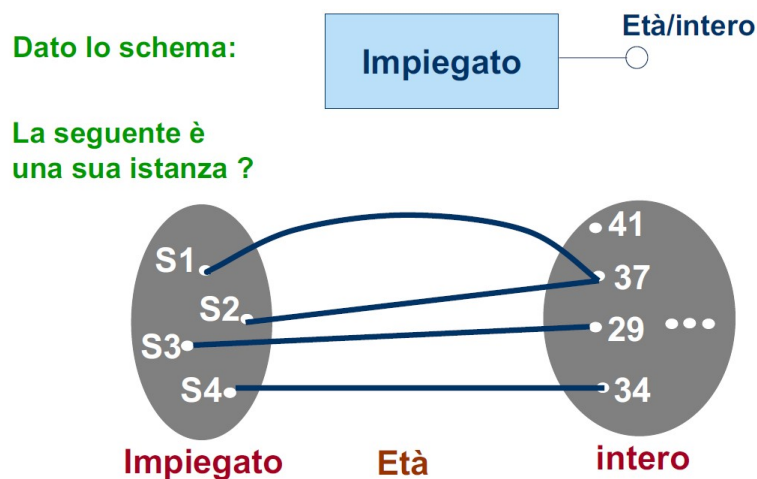 Dato lo schema:
Impiegato
Età/intero
La seguente è
una sua istanza ?
S1
S2
S3
S4
41
37
29
34
Impiegato
Età
intero